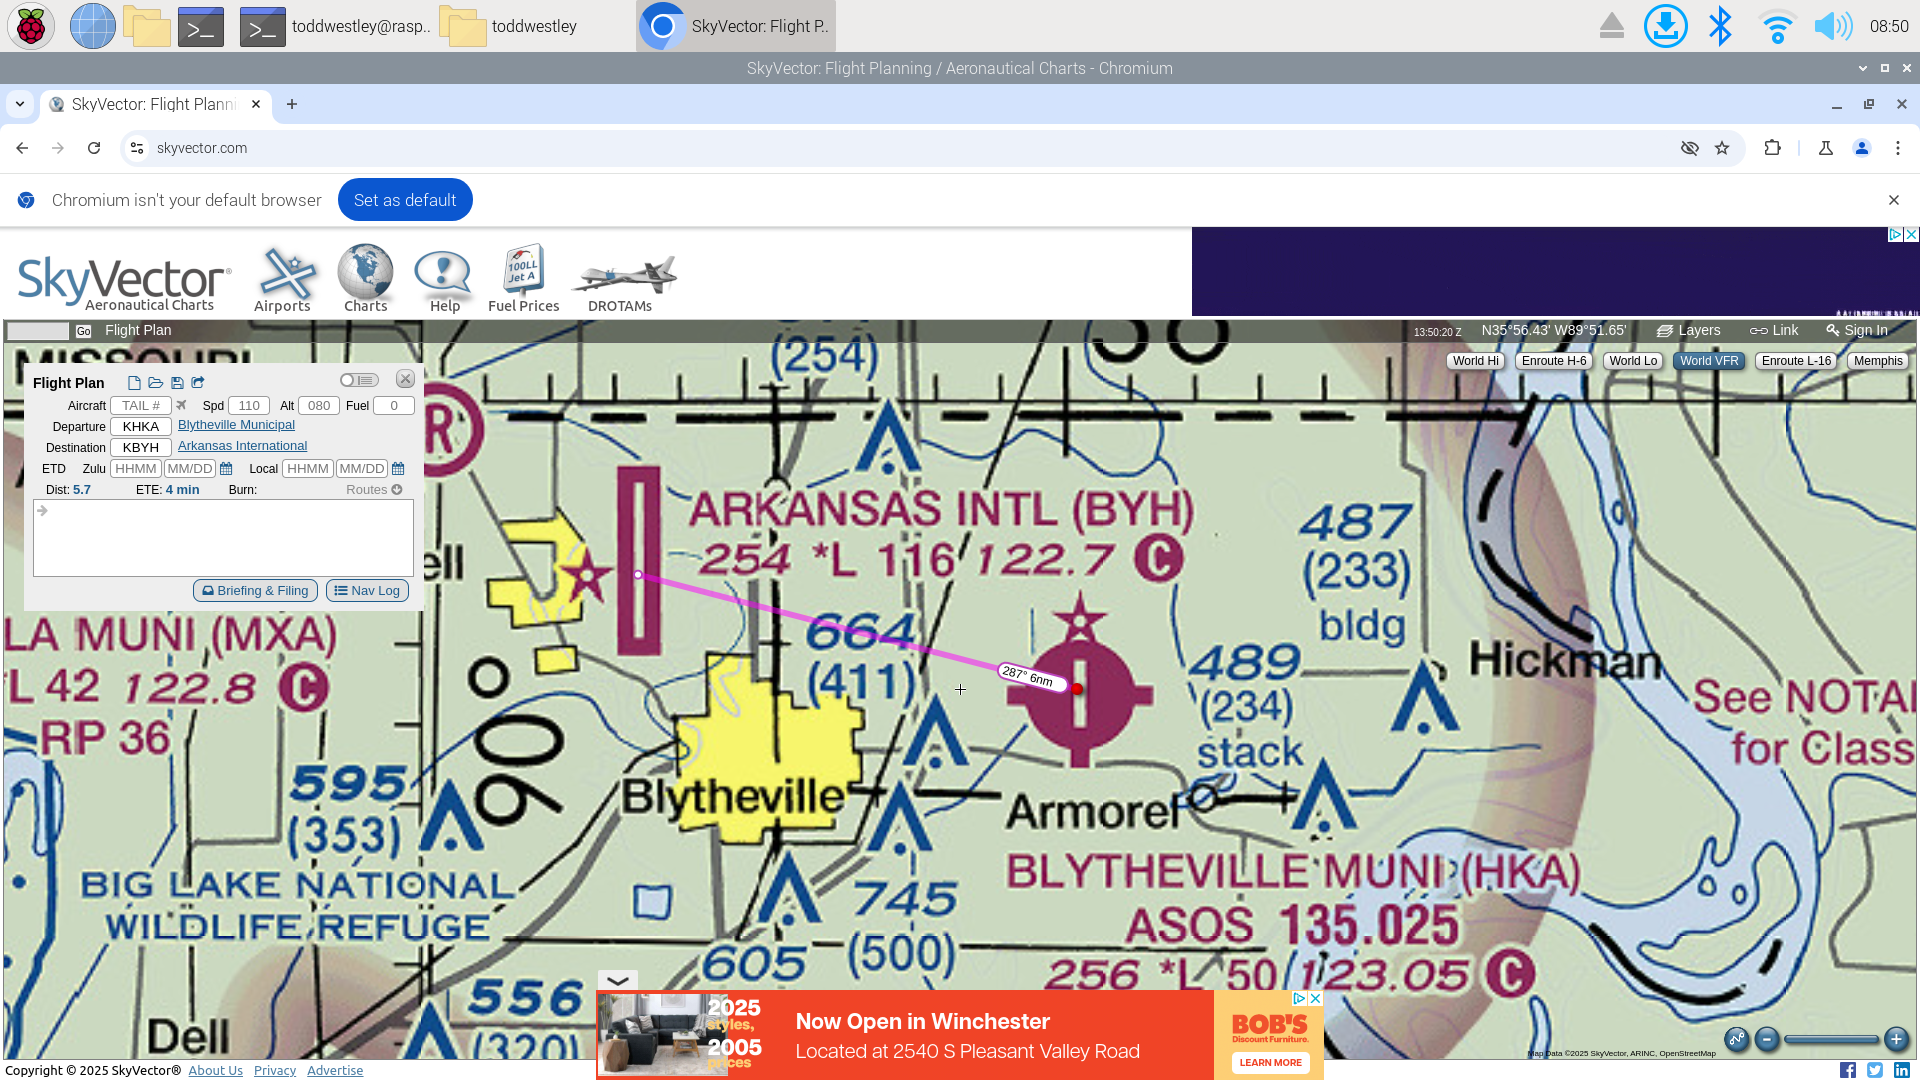 toddwestley@rasp..
toddwestley
SkyVector: Flight P..
08:50
SkyVector: Flight Planning / Aeronautical Charts - Chromium
SkyVector: Flight Planni
skyvector.com
Chromium isn't your default browser
Set as default
SkyVector®
Aeronautical Charts
Airports
Charts
Help
100LL
Jet A
Fuel Prices
DROTAMs
Go
Flight Plan
13:50:20 Z
N35°56.43' W89°51.65'
Layers
Link
Sign In
World Hi
Enroute H-6
World Lo
World VFR
Enroute L-16
Memphis
Flight Plan
Aircraft TAIL # Spd 110 Alt 080 Fuel 0
Departure KHKA Blytheville Municipal
Destination KBYH Arkansas International
ETD Zulu HHMM MM/DD Local HHMM MM/DD
Dist: 5.7 ETE: 4 min Burn: Routes
Briefing & Filing
Nav Log
MISSOURI
(254)
R
ARKANSAS INTL (BYH)
254 *L 116 122.7 C
487
(233)
bldg
ell
664
(411)
287° 6nm
489
(234)
stack
Hickman
LA MUNI (MXA)
L 42 122.8 C
RP 36
See NOTA
for Class
90°
595
(353)
Blytheville
Armorel
BLYTHEVILLE MUNI (HKA)
ASOS 135.025
256 *L 50 123.05 C
BIG LAKE NATIONAL
WILDLIFE REFUGE
745
(500)
605
556
(320)
Dell
2025
styles,
2005
prices
Now Open in Winchester
Located at 2540 S Pleasant Valley Road
BOB'S
Discount Furniture.
LEARN MORE
Map Data ©2025 SkyVector, ARINC, OpenStreetMap
Copyright © 2025 SkyVector® About Us Privacy Advertise